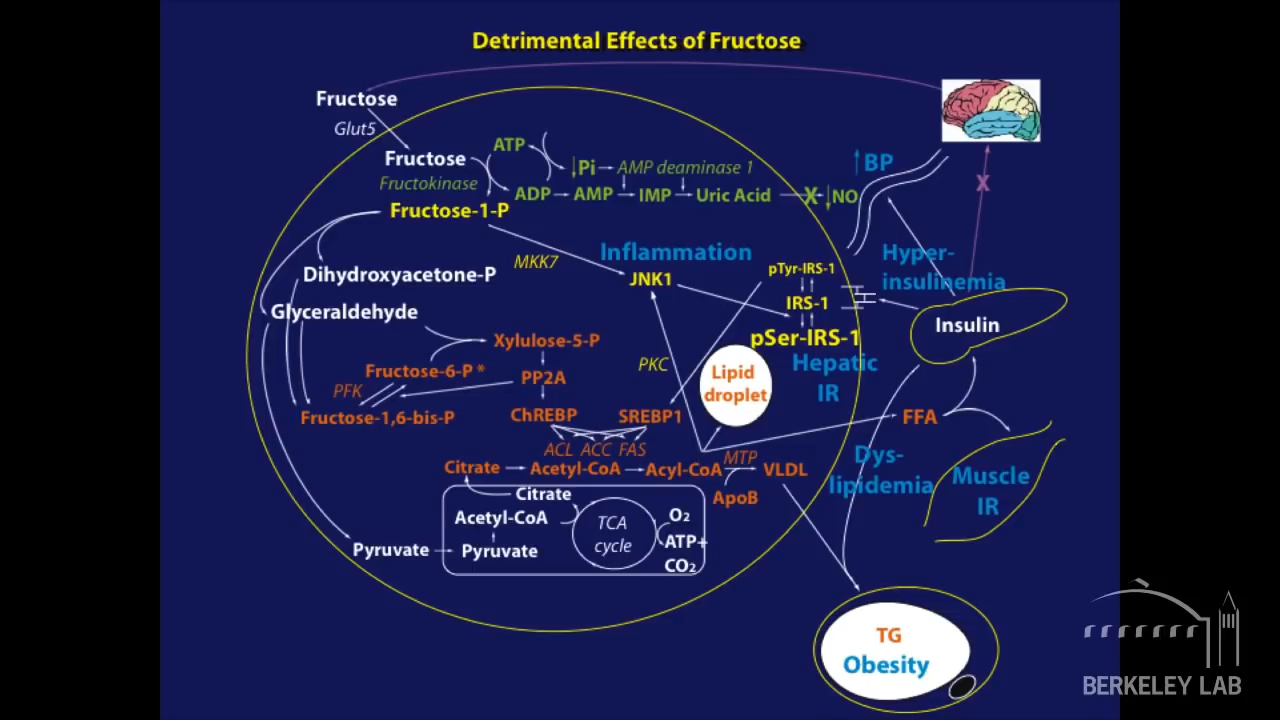 Detrimental Effects of Fructose
Fructose
Glut5
Fructose
Fructokinase
Fructose-1-P
ATP
ADP
↓Pi
AMP deaminase 1
AMP
IMP
Uric Acid
X
↓NO
↑BP
X
Dihydroxyacetone-P
Glyceraldehyde
MKK7
Inflammation
JNK1
pTyr-IRS-1
IRS-1
pSer-IRS-1
Hepatic
IR
Hyper-
insulinemia
Insulin
Xylulose-5-P
Fructose-6-P *
PFK
Fructose-1,6-bis-P
PP2A
ChREBP
SREBP1
PKC
Lipid
droplet
ACL ACC FAS
Citrate
Acetyl-CoA
Acyl-CoA
MTP
VLDL
ApoB
FFA
Dys-
lipidemia
Muscle
IR
Citrate
Acetyl-CoA
Pyruvate
Pyruvate
TCA
cycle
O2
ATP+
CO2
TG
Obesity
BERKELEY LAB